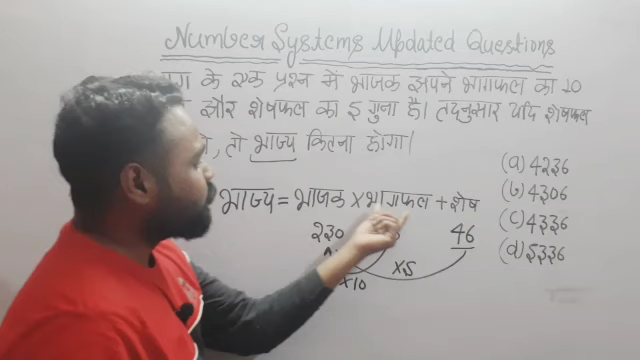 Number Systems Updated Questions
भाग के एक प्रश्न में भाजक अपने भागफल का 10
और शेषफल का 5 गुना है। तदनुसार यदि शेषफल
तो भाज्य कितना होगा।
(a) 4236
(b) 4306
(c) 4336
(d) 5336
भाज्य = भाजक × भागफल + शेष
230 46
×5
×10